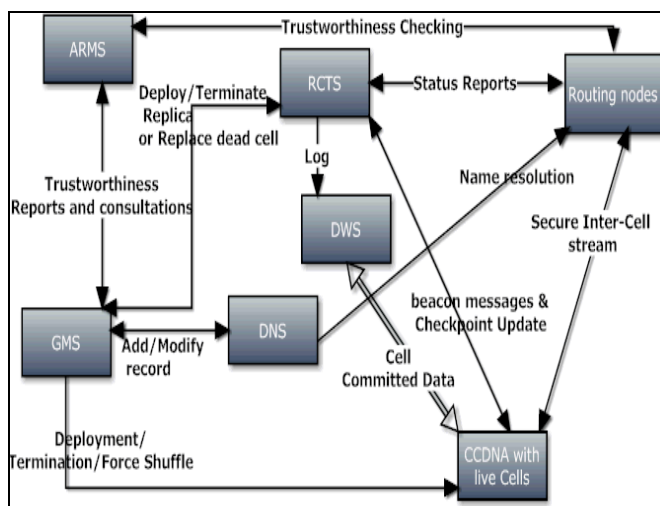 Trustworthiness Checking
ARMS
RCTS
Status Reports
Routing nodes
Deploy/Terminate
Replica
or Replace dead cell
Log
Name resolution
Trustworthiness
Reports and consultations
DWS
Secure Inter-Cell
stream
beacon messages &
Checkpoint Update
GMS
DNS
Add/Modify
record
Cell
Committed Data
Deployment/
Termination/Force Shuffle
CCDNA with
live Cells